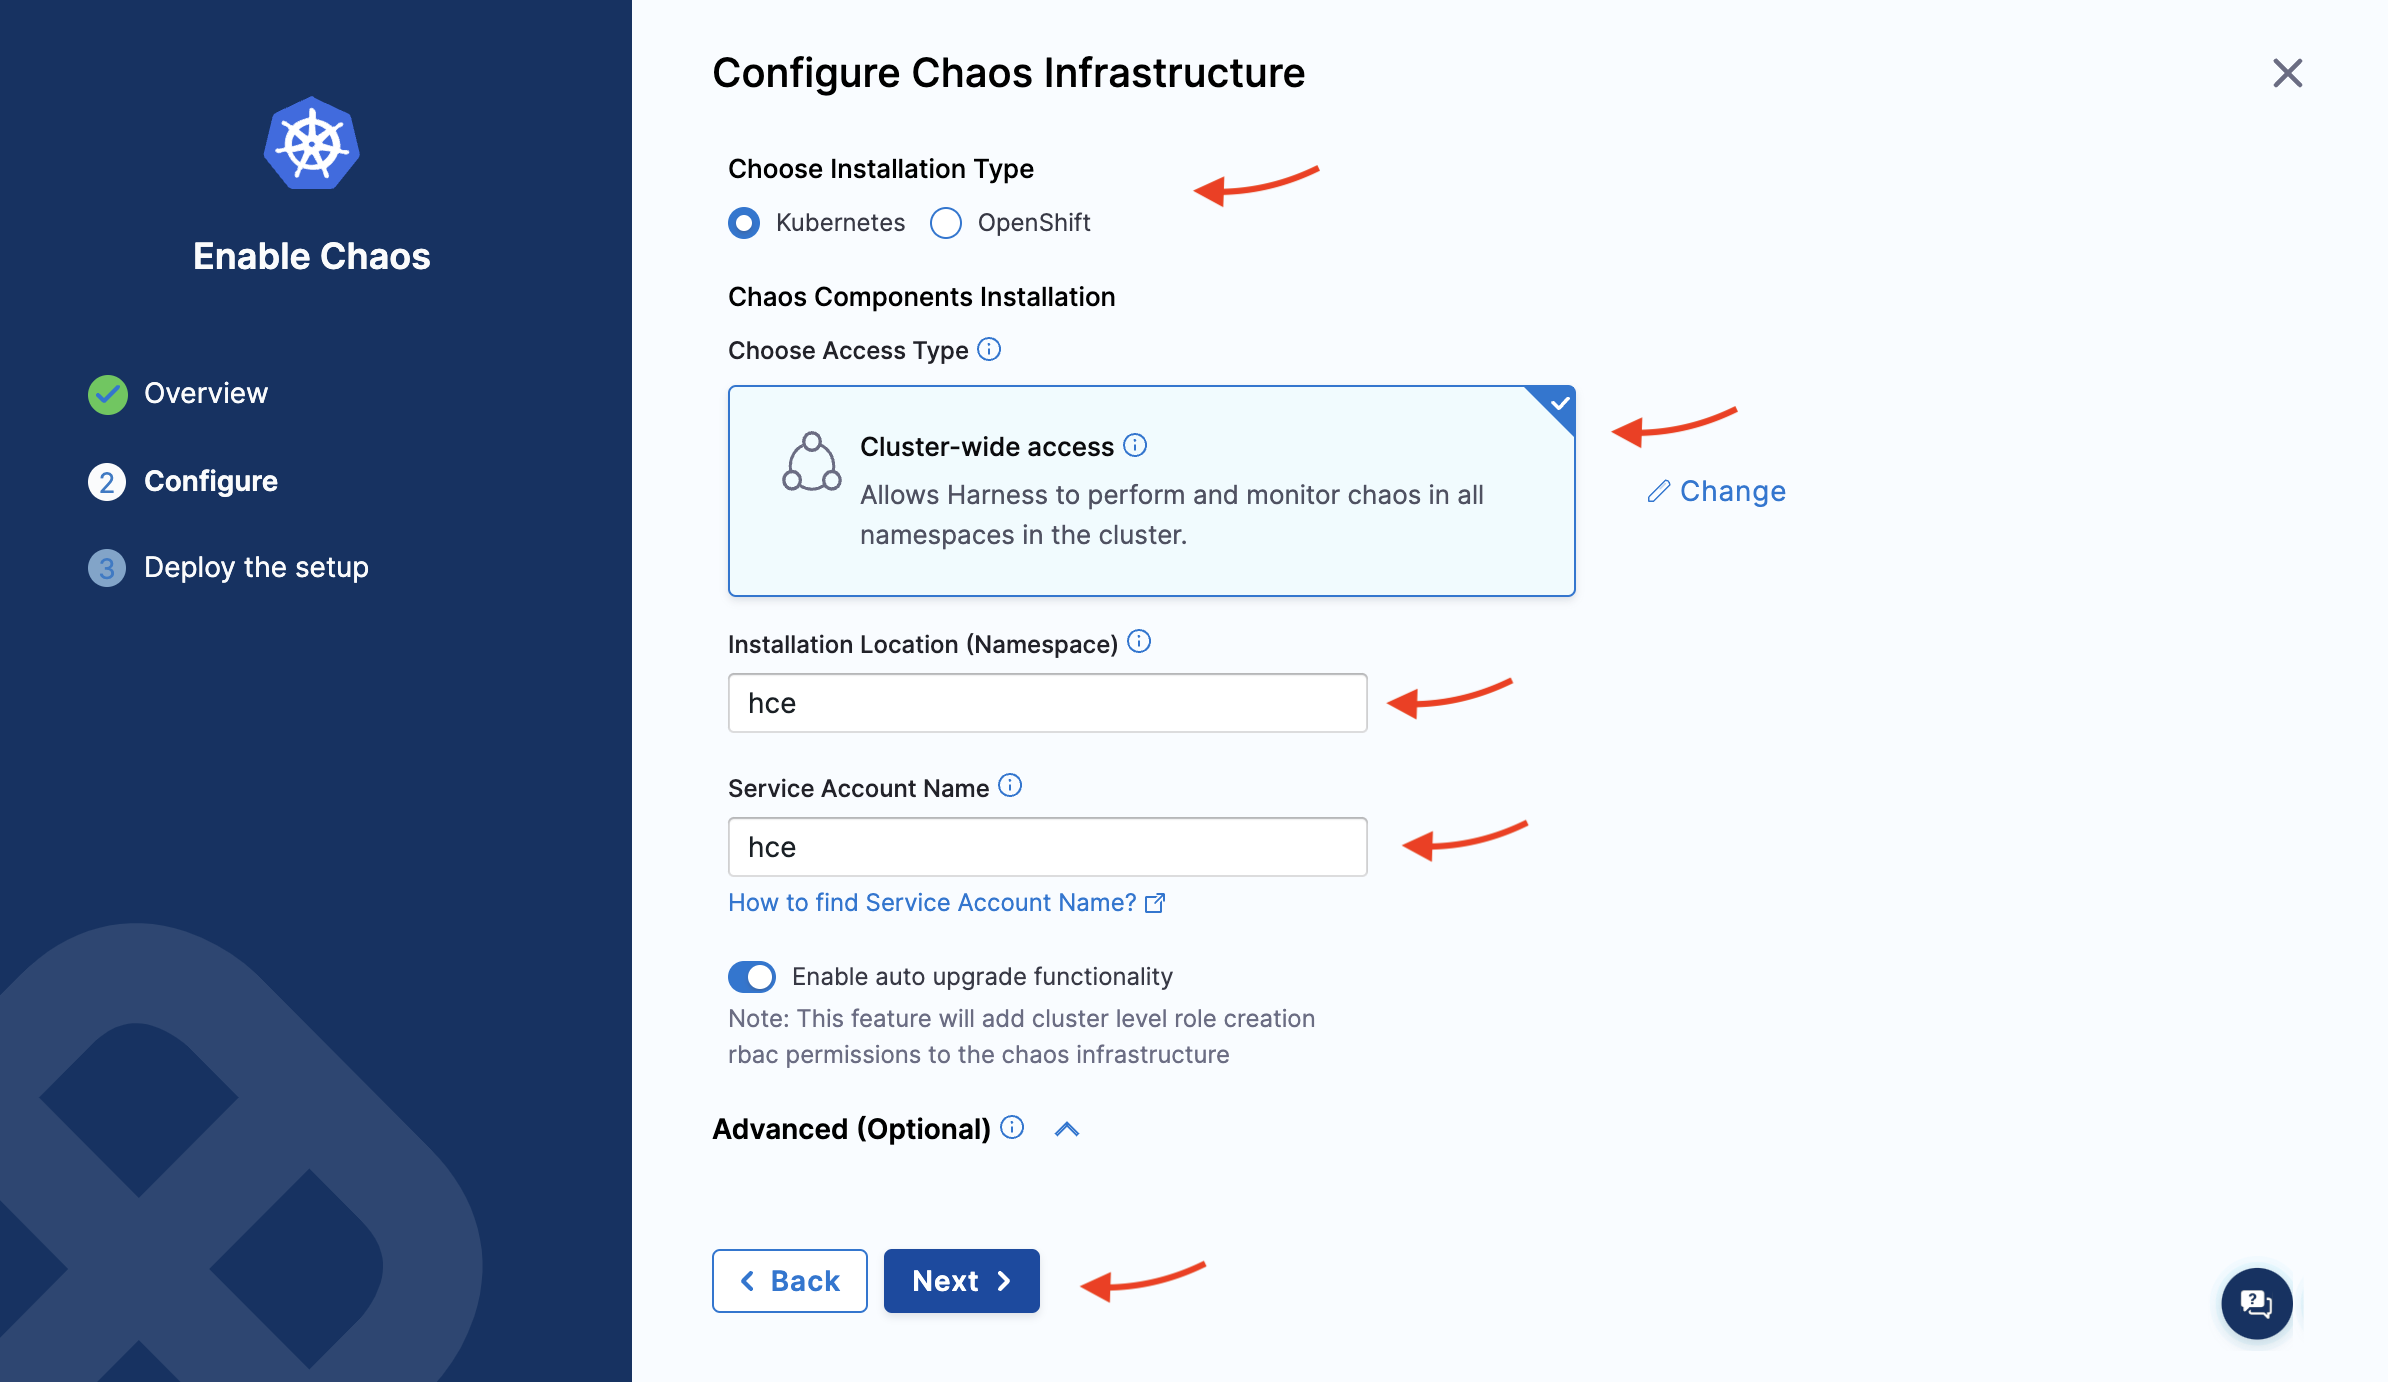 Enable Chaos
Overview
2 Configure
3 Deploy the setup
Configure Chaos Infrastructure
Choose Installation Type
Kubernetes OpenShift
Chaos Components Installation
Choose Access Type
Cluster-wide access
Allows Harness to perform and monitor chaos in all
namespaces in the cluster.
Change
Installation Location (Namespace)
hce
Service Account Name
hce
How to find Service Account Name?
Enable auto upgrade functionality
Note: This feature will add cluster level role creation
rbac permissions to the chaos infrastructure
Advanced (Optional)
Back Next